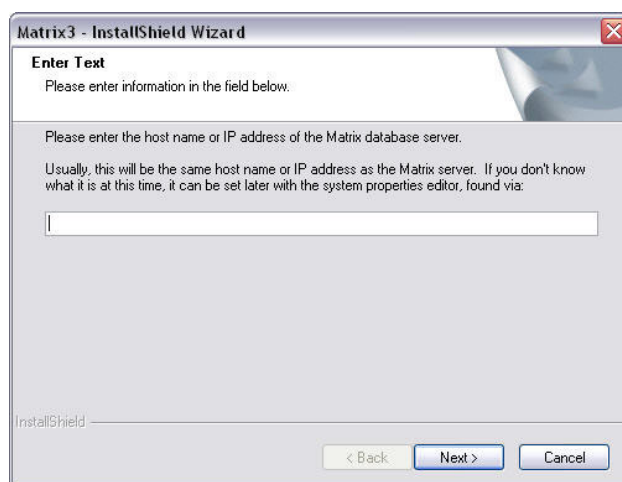 Matrix3 - InstallShield Wizard
Enter Text
Please enter information in the field below.
Please enter the host name or IP address of the Matrix database server.
Usually, this will be the same host name or IP address as the Matrix server. If you don't know
what it is at this time, it can be set later with the system properties editor, found via:
InstallShield
< Back
Next >
Cancel